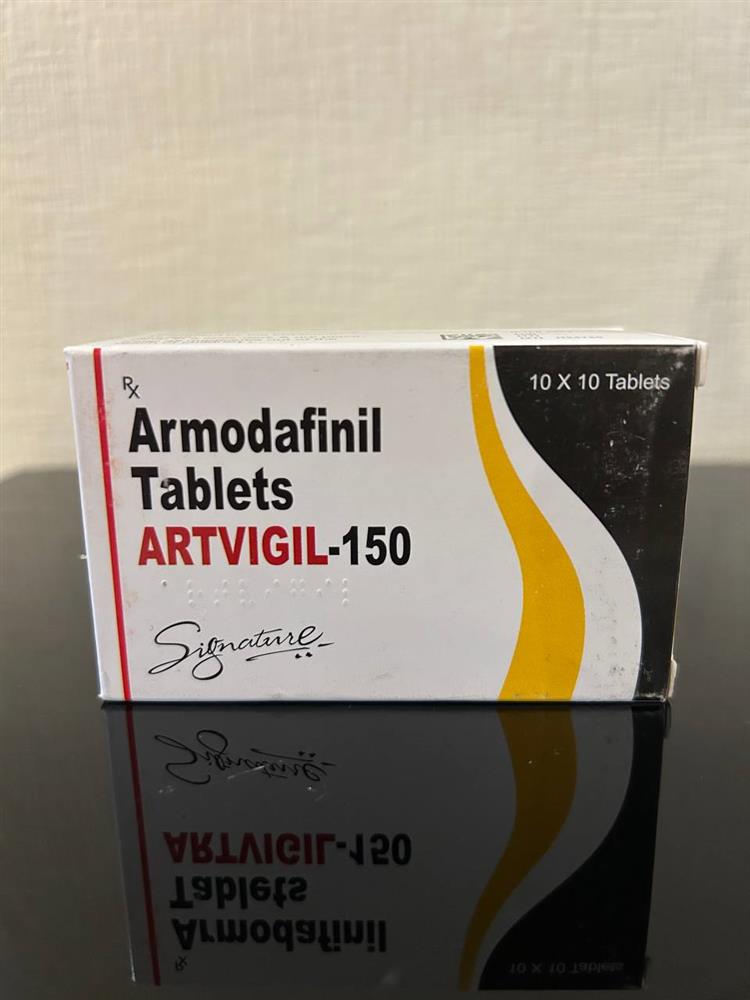 Rx
Armodafinil
Tablets
ARTVIGIL-150
Signature
10 X 10 Tablets